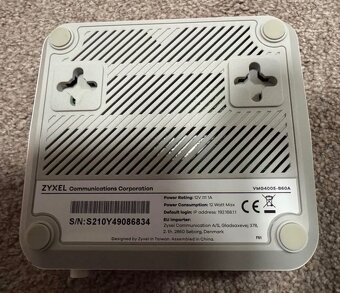 ZYXEL Communications Corporation
VMG4005-B60A
Power Rating: 12V 1A
Power Consumption: 12 Watt Max
Default login: IP address: 192.168.1.1
EU Importer:
Zyxel Communication A/S, Gladsaxevej 378,
2. th. 2860 Søborg, Denmark
S/N: S210Y49086834
Designed by Zyxel in Taiwan. Assembled in China.